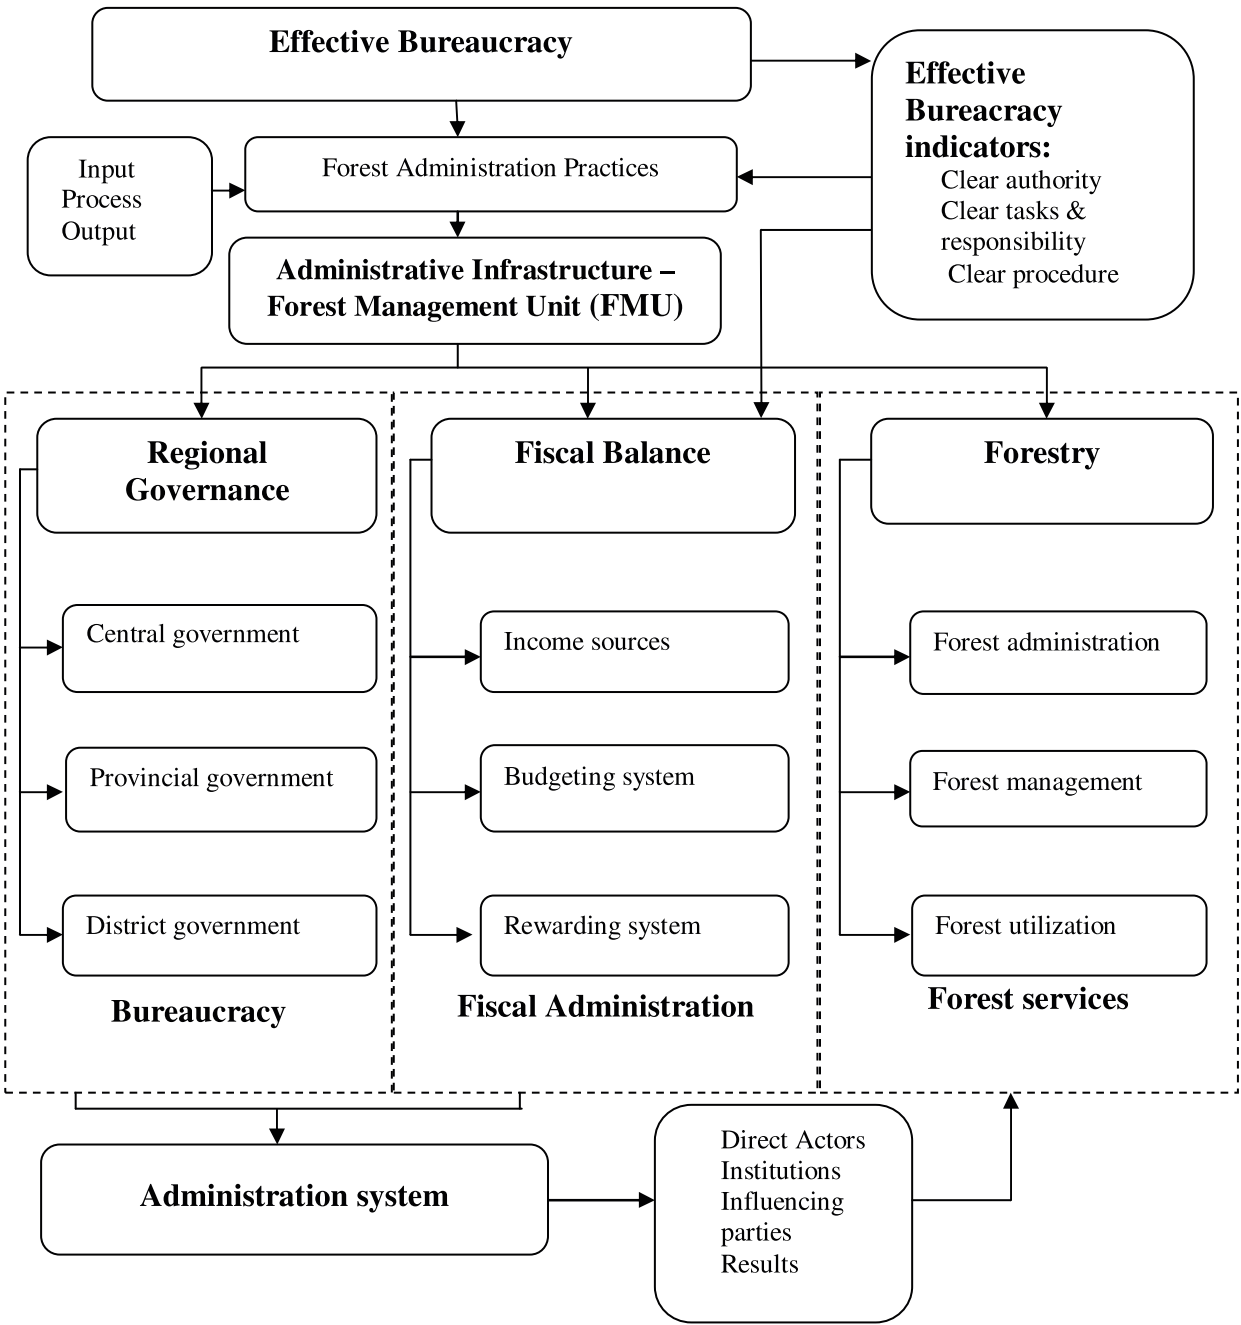 Effective Bureaucracy
Effective
Bureacracy
indicators:
Clear authority
Clear tasks &
responsibility
Clear procedure
Forest Administration Practices
Input
Process
Output
Administrative Infrastructure –
Forest Management Unit (FMU)
Regional
Governance
Central government
Provincial government
District government
Bureaucracy
Fiscal Balance
Income sources
Budgeting system
Rewarding system
Fiscal Administration
Forestry
Forest administration
Forest management
Forest utilization
Forest services
Administration system
Direct Actors
Institutions
Influencing
parties
Results